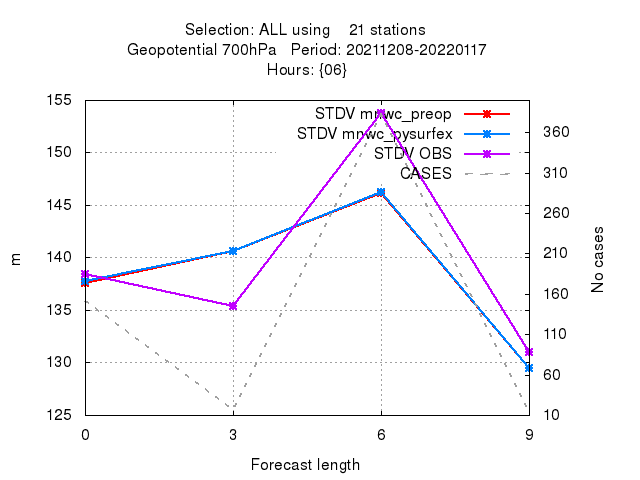 Selection: ALL using    21 stations
Geopotential 700hPa   Period: 20211208-20220117
Hours: {06}
STDV mnwc_preop
STDV mnwc_pysurfex
STDV OBS
CASES
155
150
145
140
135
130
125
360
310
260
210
160
110
60
10
m
No cases
0 3 6 9
Forecast length